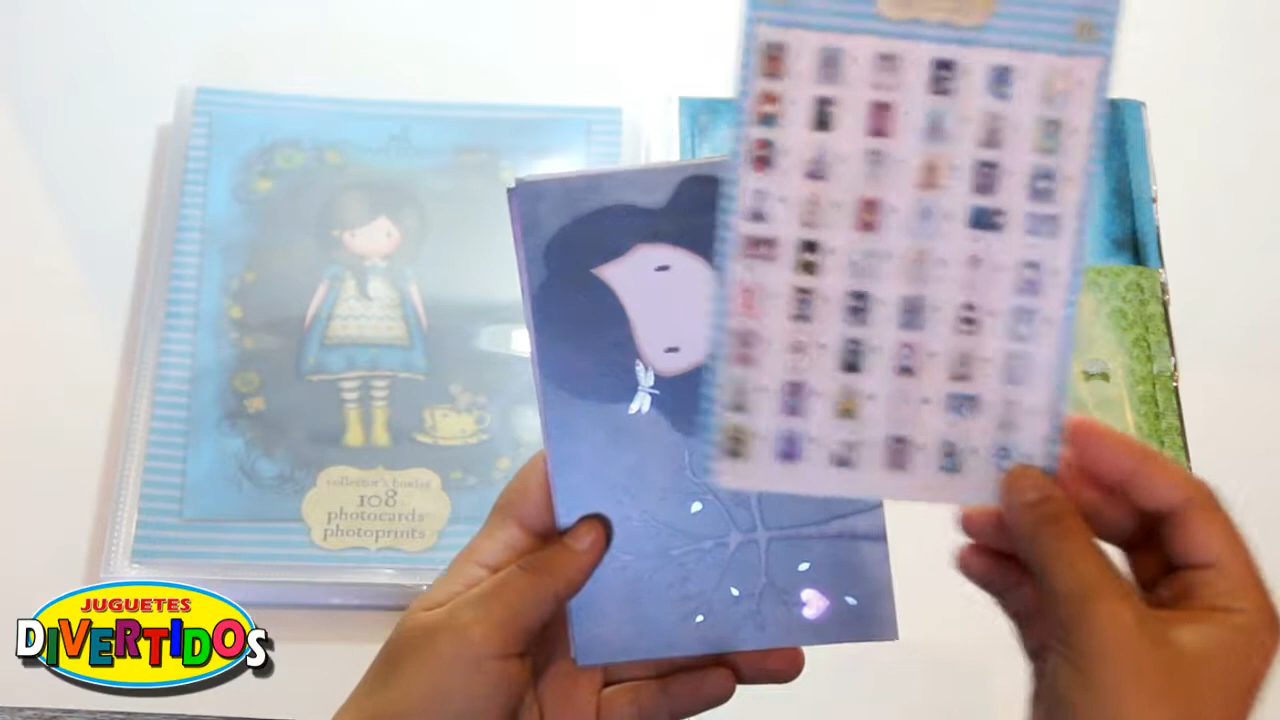 collector's binder
108
photocards
photoprints
JUGUETES
DIVERTIDOS